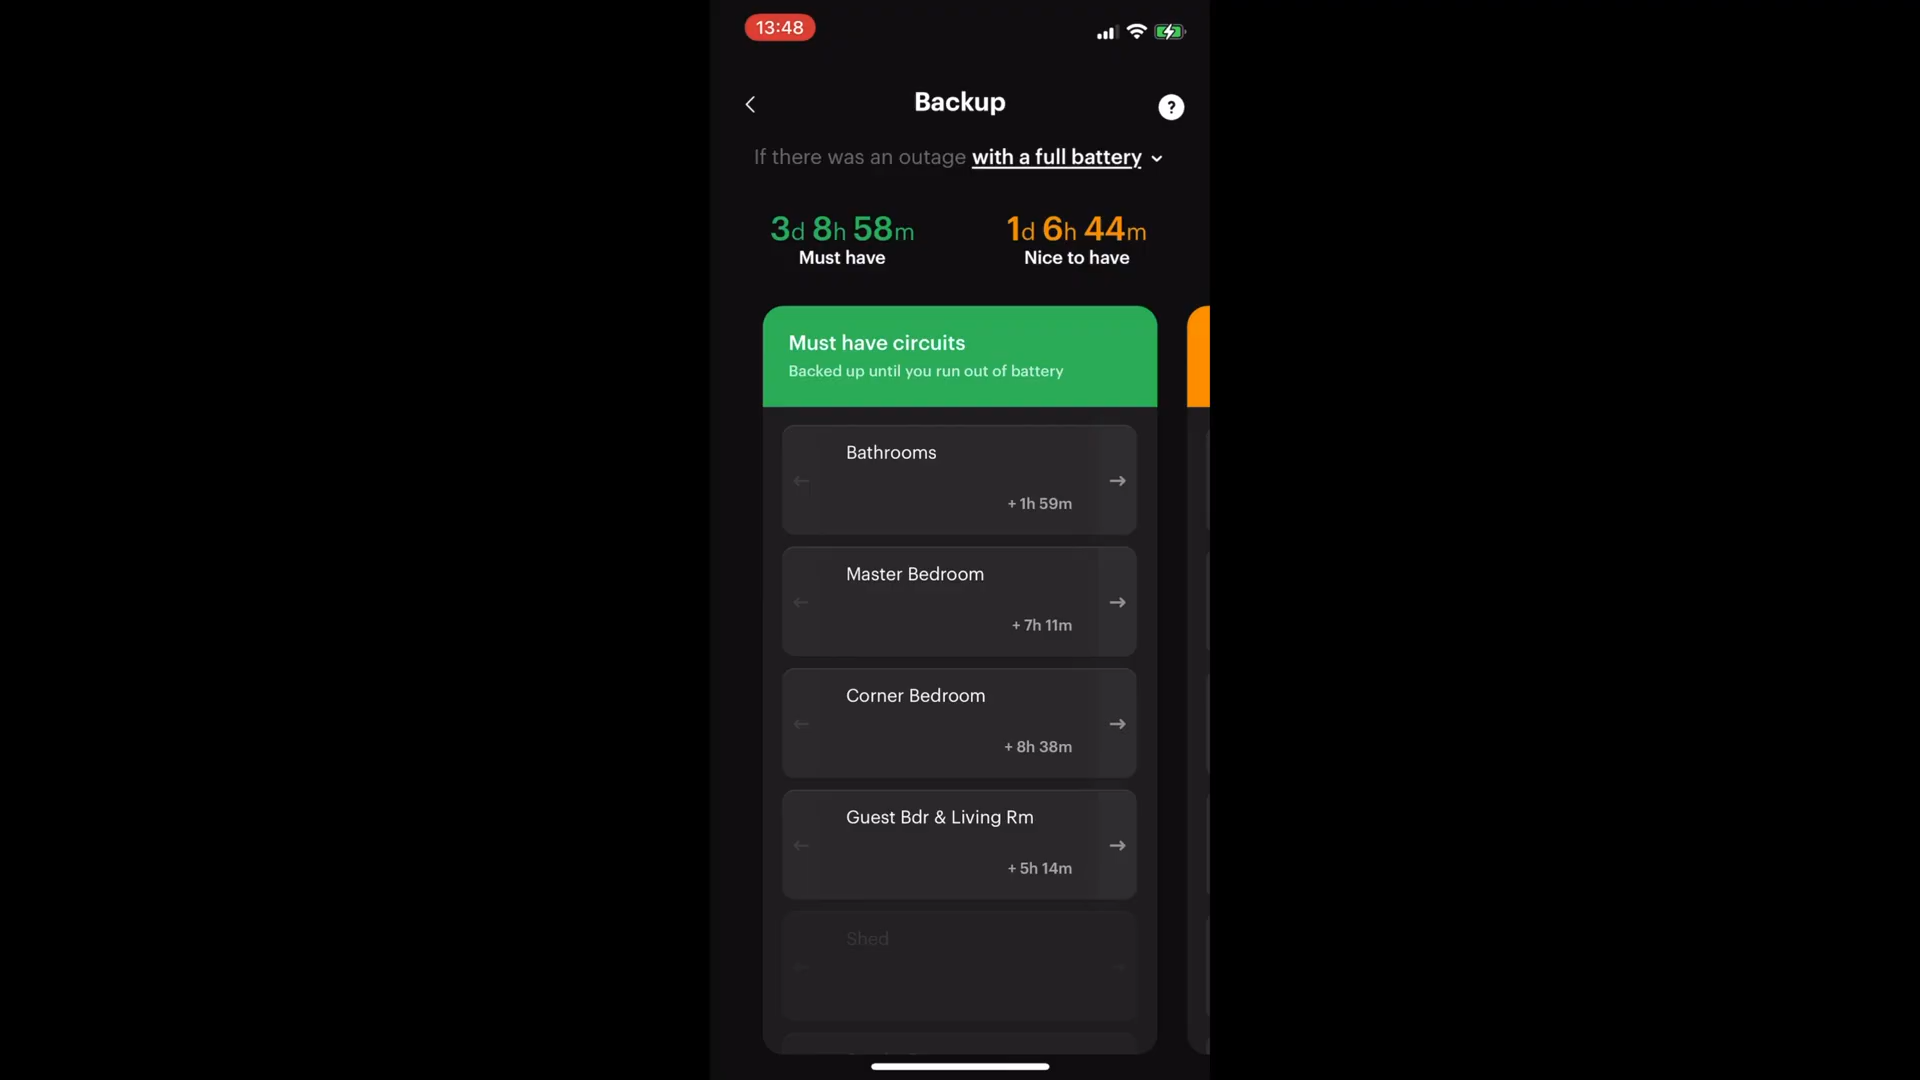 13:48
Backup
?
If there was an outage with a full battery
3d 8h 58m
Must have
1d 6h 44m
Nice to have
Must have circuits
Backed up until you run out of battery
Bathrooms
+ 1h 59m
Master Bedroom
+ 7h 11m
Corner Bedroom
+ 8h 38m
Guest Bdr & Living Rm
+ 5h 14m
Shed